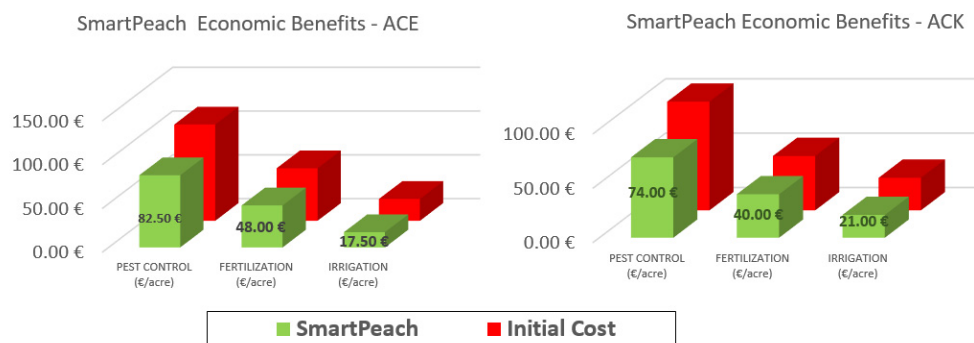 SmartPeach Economic Benefits - ACE
150.00 €
100.00 €
50.00 €
0.00 €
82.50 €
48.00 €
17.50 €
PEST CONTROL
(€/acre)
FERTILIZATION
(€/acre)
IRRIGATION
(€/acre)
SmartPeach Economic Benefits - ACK
100.00 €
50.00 €
0.00 €
74.00 €
40.00 €
21.00 €
PEST CONTROL
(€/acre)
FERTILIZATION
(€/acre)
IRRIGATION
(€/acre)
SmartPeach Initial Cost